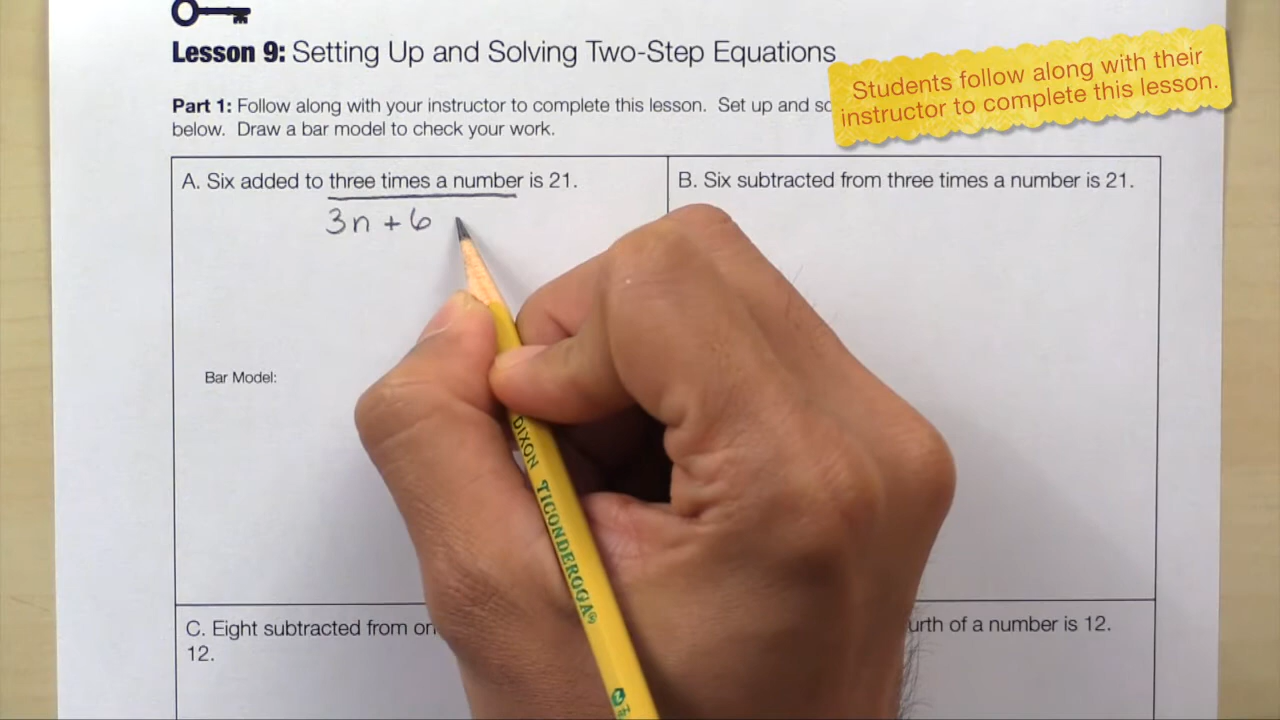 Lesson 9: Setting Up and Solving Two-Step Equations
Students follow along with their
instructor to complete this lesson.
Part 1: Follow along with your instructor to complete this lesson. Set up and
below. Draw a bar model to check your work.
A. Six added to three times a number is 21.
3n + 6
B. Six subtracted from three times a number is 21.
Bar Model:
DIXON TICONDEROGA®
C. Eight subtracted from
12.
of a number is 12.